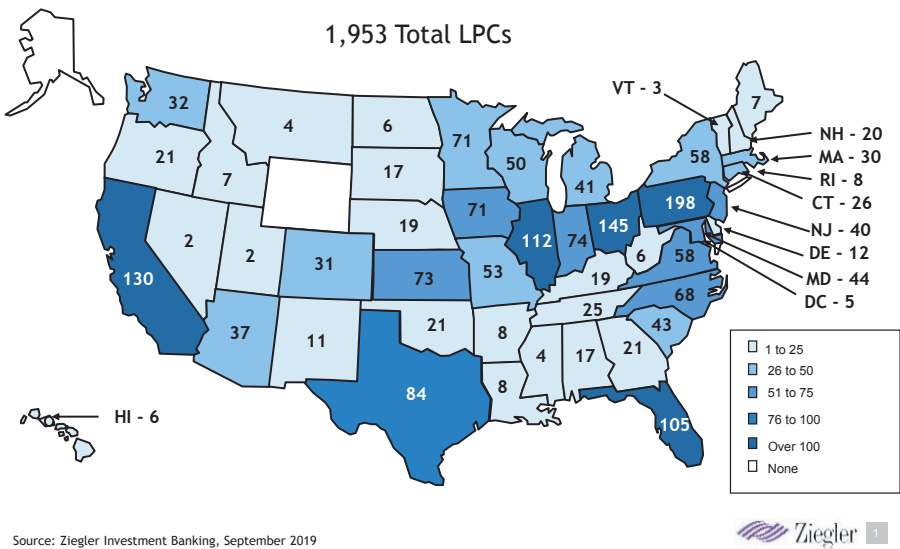 1,953 Total LPCs
VT - 3
7
32
4
6
NH - 20
71
MA - 30
21
50
58
17
RI - 8
7
41
CT - 26
198
71
19
145
NJ - 40
2
112
74
DE - 12
2
6
58
31
53
MD - 44
130
73
19
DC - 5
68
25
21
43
37
8
11
4
17
21
1 to 25
26 to 50
8
84
51 to 75
HI - 6
76 to 100
105
Over 100
None
Source: Ziegler Investment Banking, September 2019
Ziegler
1